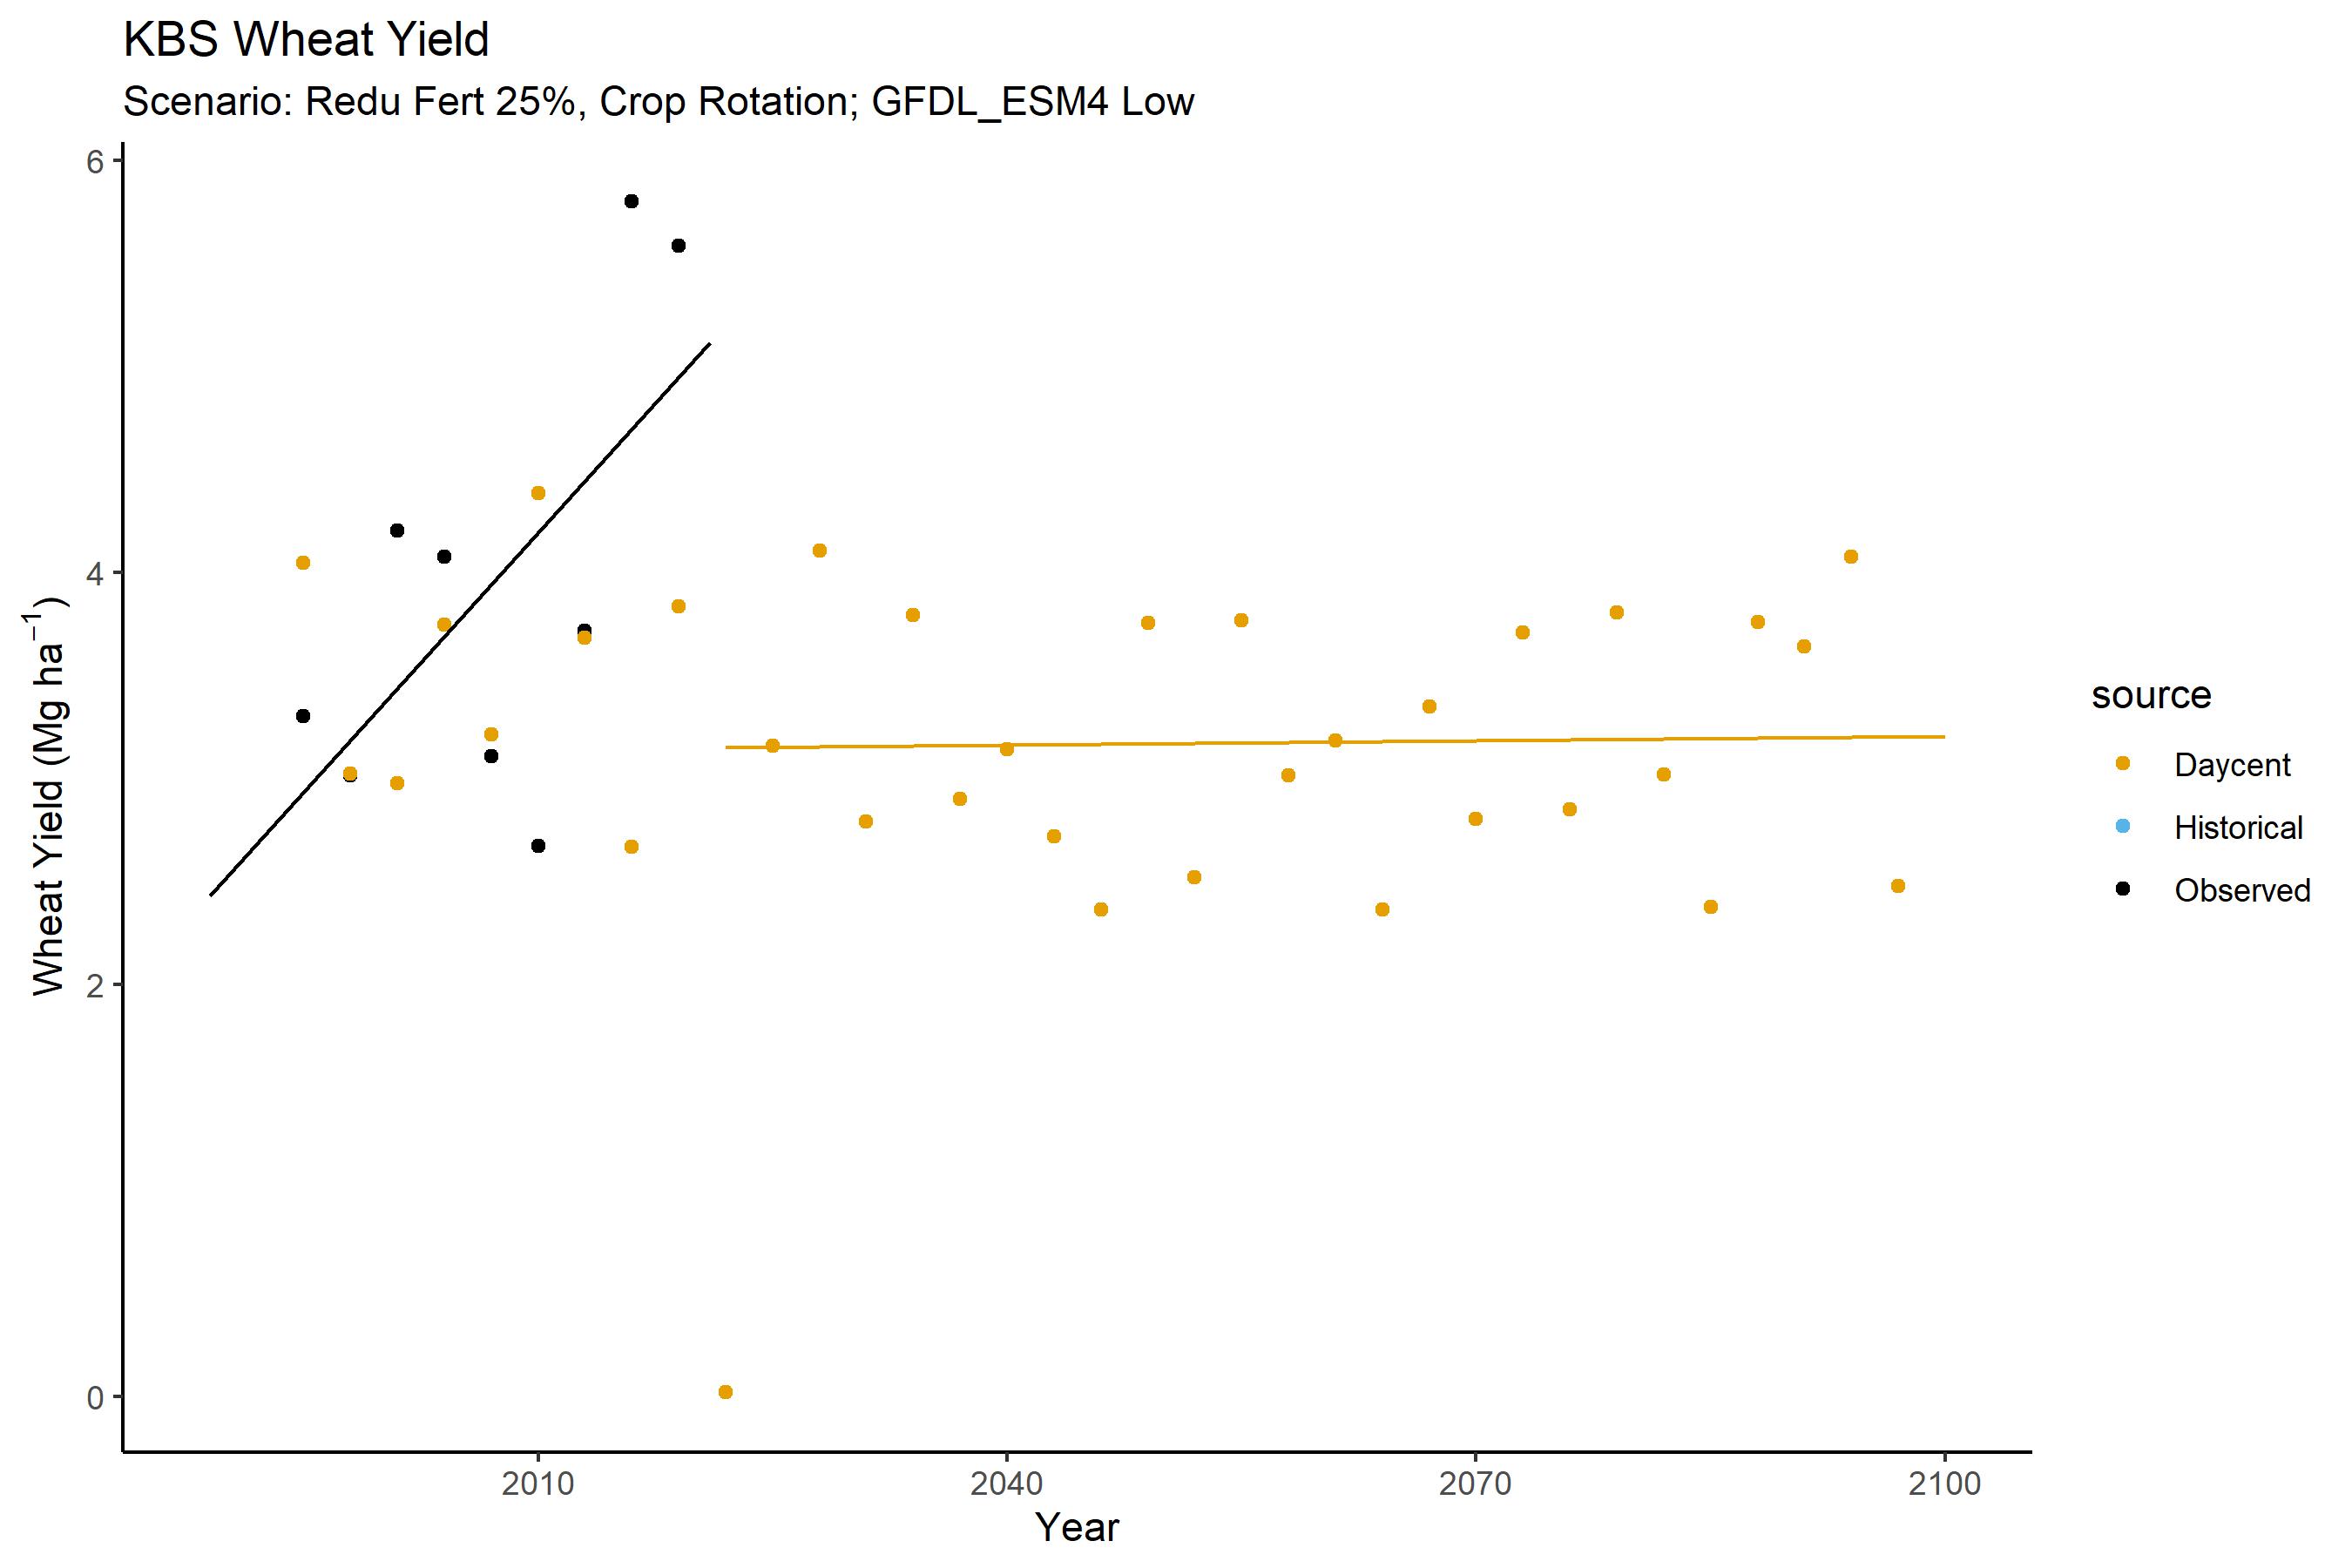 KBS Wheat Yield
Scenario: Redu Fert 25%, Crop Rotation; GFDL_ESM4 Low
6
4
2
0
Wheat Yield (Mg ha⁻¹)
2010 2040 2070 2100
Year
source
Daycent
Historical
Observed